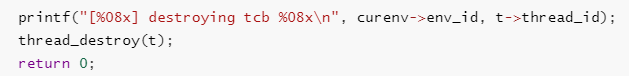 printf("[%08x] destroying tcb %08x\n", curenv->env_id, t->thread_id);
thread_destroy(t);
return 0;